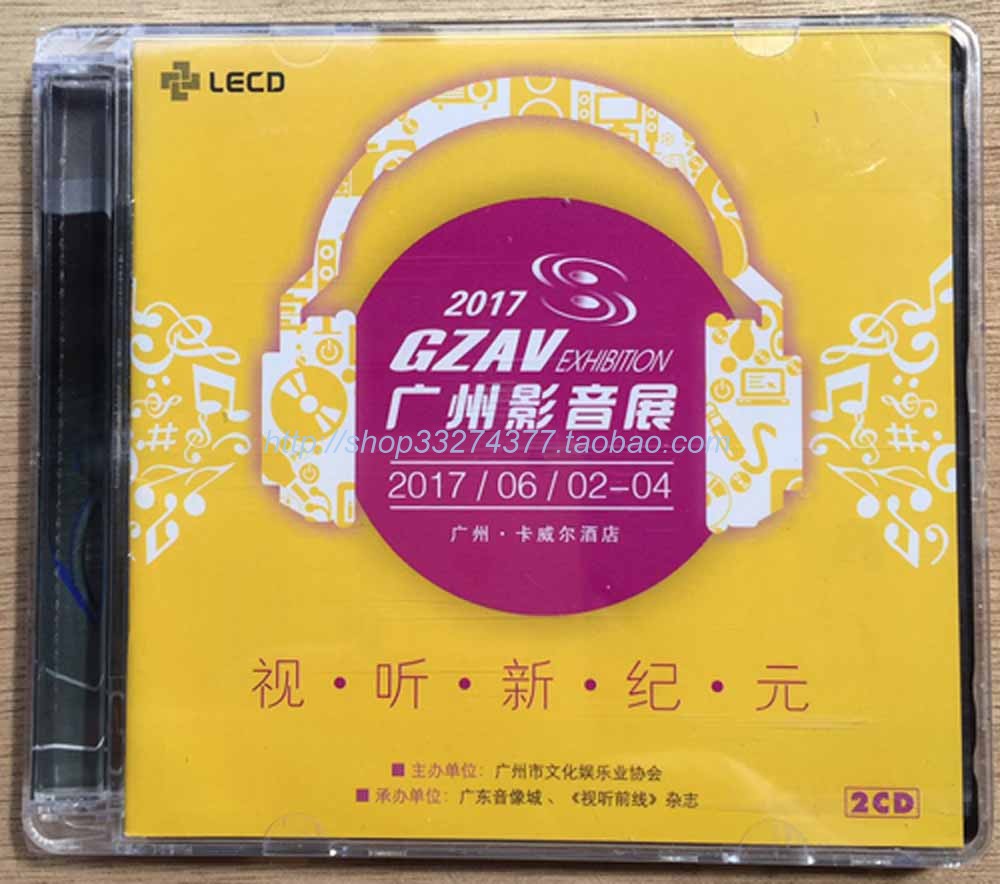 LECD
2017
GZAV EXHIBITION
广州影音展
http://shop33274377.taobao.com
2017/06/02-04
广州·卡威尔酒店
视·听·新·纪·元
■ 主办单位：广州市文化娱乐业协会
■ 承办单位：广东音像城、《视听前线》杂志
2CD